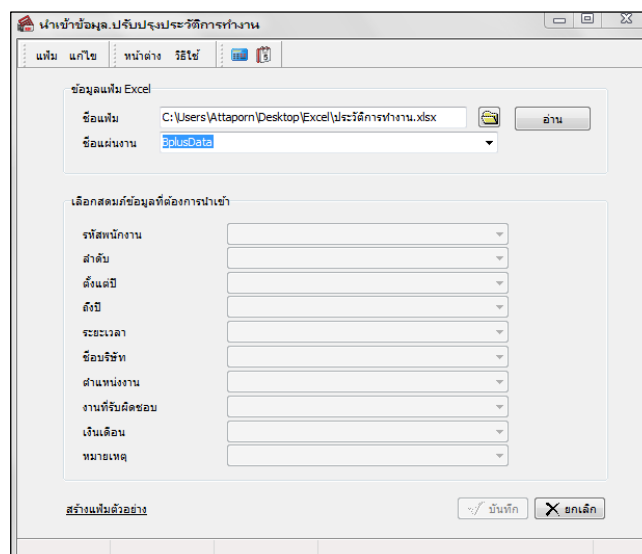 นำเข้าข้อมูล.ปรับปรุงประวัติการทำงาน
แฟ้ม แก้ไข หน้าต่าง วิธีใช้
ข้อมูลแฟ้ม Excel
ชื่อแฟ้ม C:\Users\Attaporn\Desktop\Excel\ประวัติการทำงาน.xlsx อ่าน
ชื่อแผ่นงาน BplusData
เลือกสดมภ์ข้อมูลที่ต้องการนำเข้า
รหัสพนักงาน
ลำดับ
ตั้งแต่ปี
ถึงปี
ระยะเวลา
ชื่อบริษัท
ตำแหน่งงาน
งานที่รับผิดชอบ
เงินเดือน
หมายเหตุ
สร้างแฟ้มตัวอย่าง บันทึก ยกเลิก